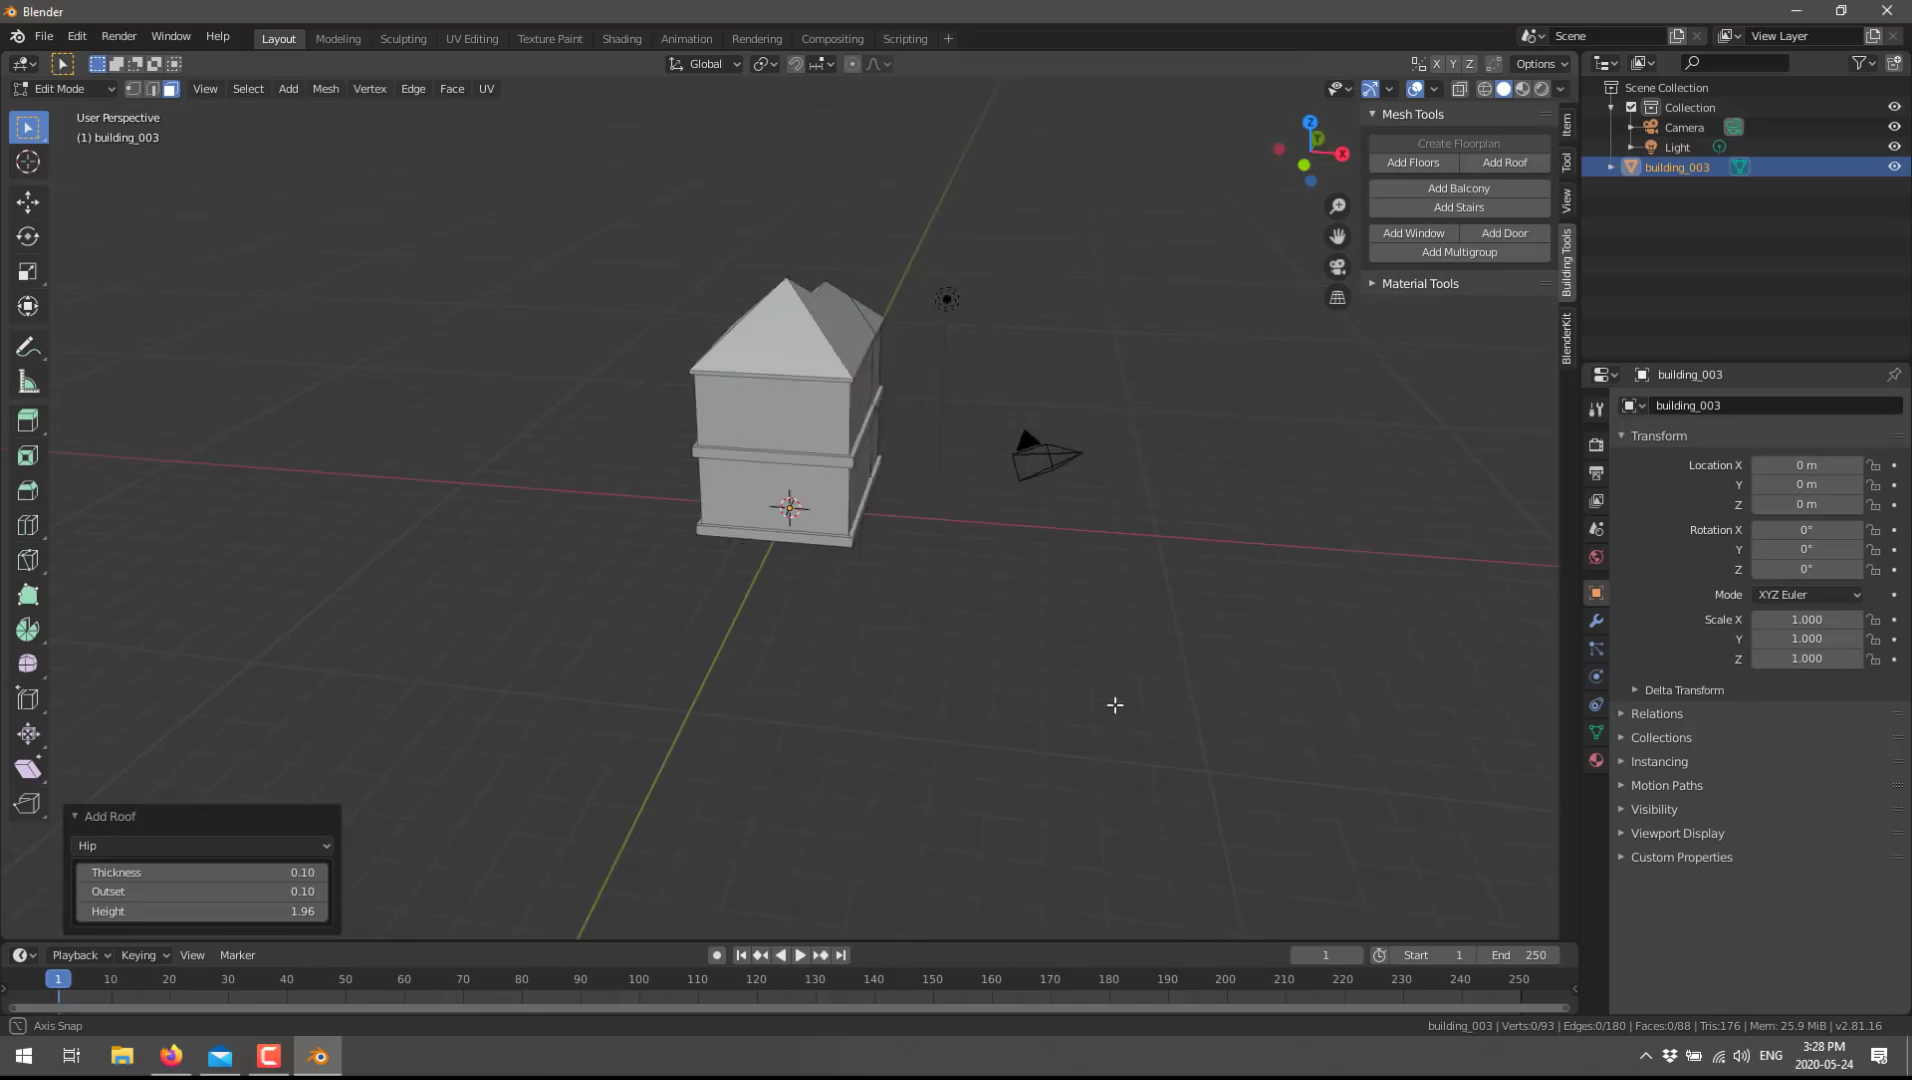 Blender
File Edit Render Window Help
Layout Modeling Sculpting UV Editing Texture Paint Shading Animation Rendering Compositing Scripting +
Scene
View Layer
Global
X Y Z Options
Edit Mode
View Select Add Mesh Vertex Edge Face UV
User Perspective
(1) building_003
Z
Y
X
Mesh Tools
Create Floorplan
Add Floors Add Roof
Add Balcony
Add Stairs
Add Window Add Door
Add Multigroup
Material Tools
Item
Tool
View
Building Tools
BlenderKit
Scene Collection
Collection
Camera
Light
building_003
building_003
building_003
Transform
Location X 0 m
Y 0 m
Z 0 m
Rotation X 0°
Y 0°
Z 0°
Mode XYZ Euler
Scale X 1.000
Y 1.000
Z 1.000
Delta Transform
Relations
Collections
Instancing
Motion Paths
Visibility
Viewport Display
Custom Properties
Add Roof
Hip
Thickness 0.10
Outset 0.10
Height 1.96
Playback Keying View Marker
1 Start 1 End 250
1 10 20 30 40 50 60 70 80 90 100 110 120 130 140 150 160 170 180 190 200 210 220 230 240 250
Axis Snap
building_003 | Verts:0/93 | Edges:0/180 | Faces:0/88 | Tris:176 | Mem: 25.9 MiB | v2.81.16
ENG
3:28 PM
2020-05-24